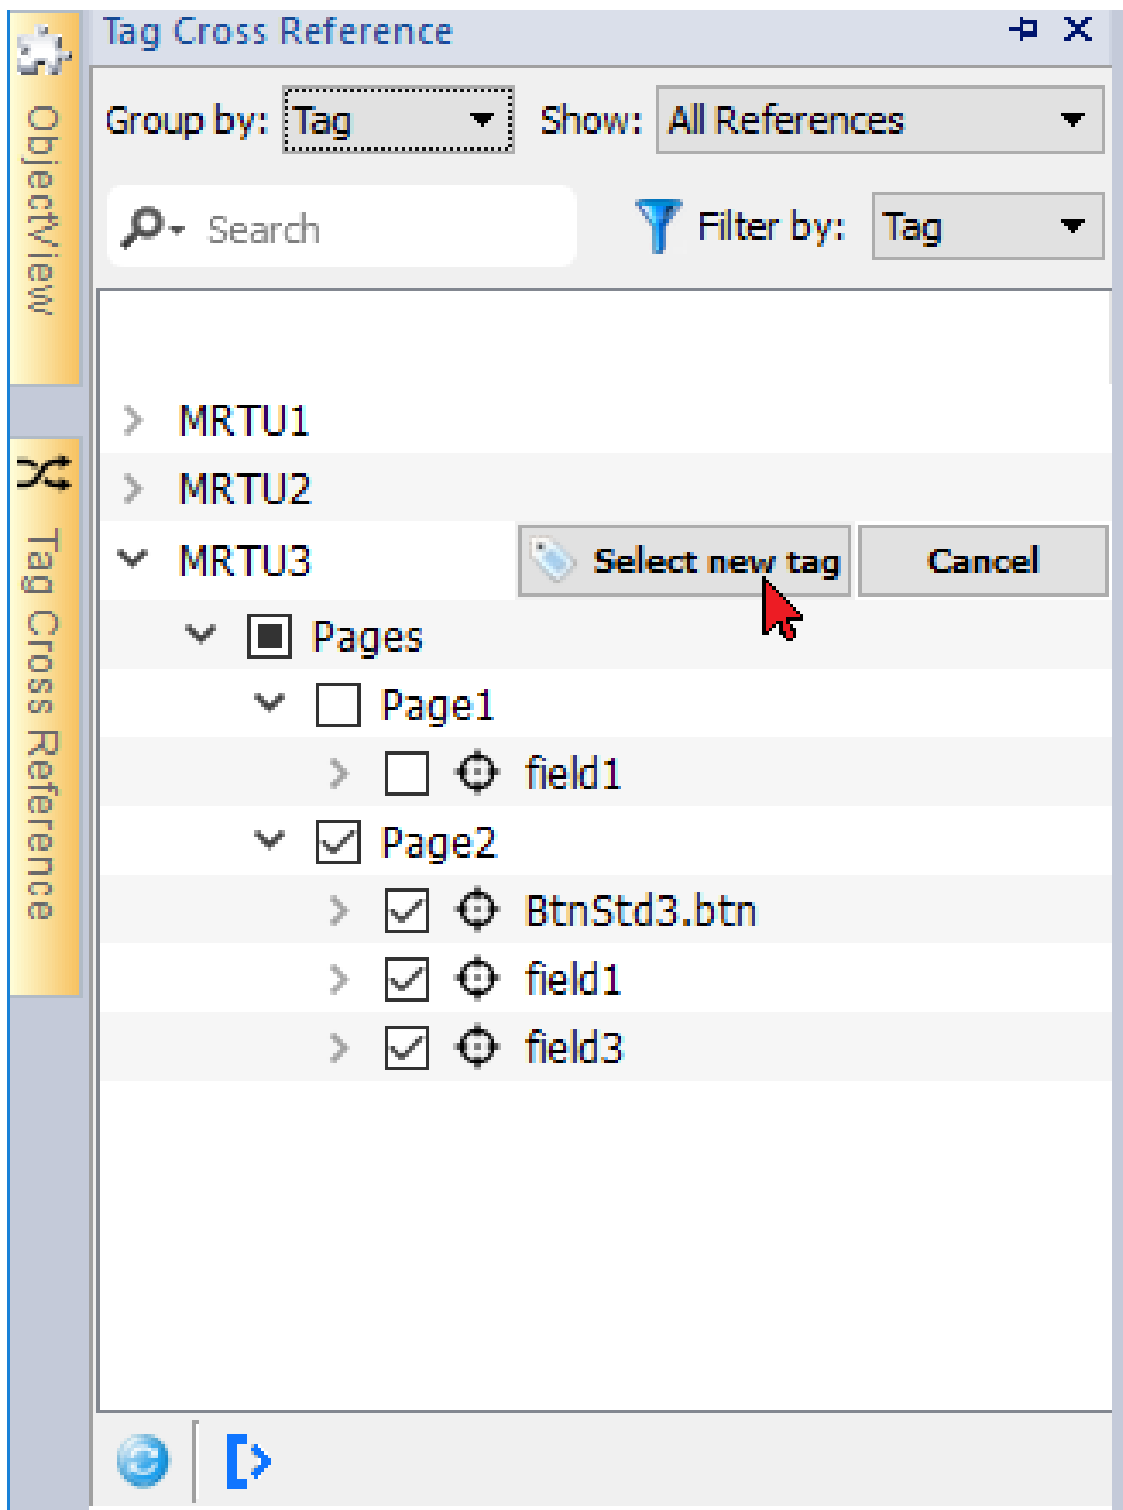 Tag Cross Reference
Group by: Tag Show: All References
Search Filter by: Tag
ObjectView
Tag Cross Reference
MRTU1
MRTU2
MRTU3 Select new tag Cancel
Pages
Page1
field1
Page2
BtnStd3.btn
field1
field3